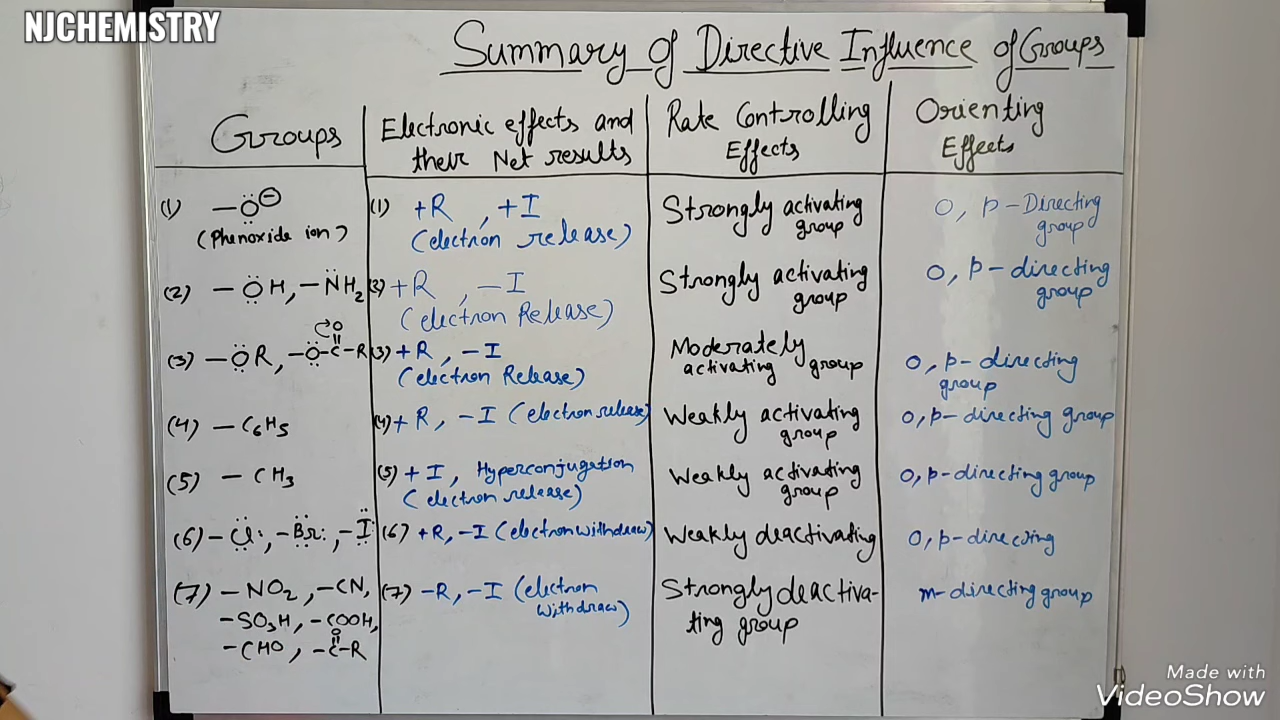 NJCHEMISTRY
Summary of Directive Influence of Groups
Groups
Electronic effects and
their Net results
Rate Controlling
Effects
Orienting
Effects
(1) –Ö⊖
(Phenoxide ion)
(1) +R , +I
(electron release)
Strongly activating
group
O, p–Directing
group
(2) –ÖH, –N̈H₂
(2) +R , –I
(electron Release)
Strongly activating
group
O, p–directing
group
(3) –ÖR, –Ö–C–R
O
(3) +R , –I
(electron Release)
Moderately
activating group
O, p–directing
group
(4) – C₆H₅
(4) +R, –I (electron release)
Weakly activating
group
O, p–directing group
(5) – CH₃
(5) +I, Hyperconjugation
(electron release)
Weakly activating
group
O, p–directing group
(6) –Cl:, –Br:, –I:
(6) +R, –I (electron withdraw)
Weakly deactivating
O, p–directing
(7) –NO₂, –CN,
–SO₃H, –COOH,
–CHO, –C–R
O
(7) –R, –I (electron
withdraw)
Strongly deactiva-
ting group
m–directing group
Made with
VideoShow